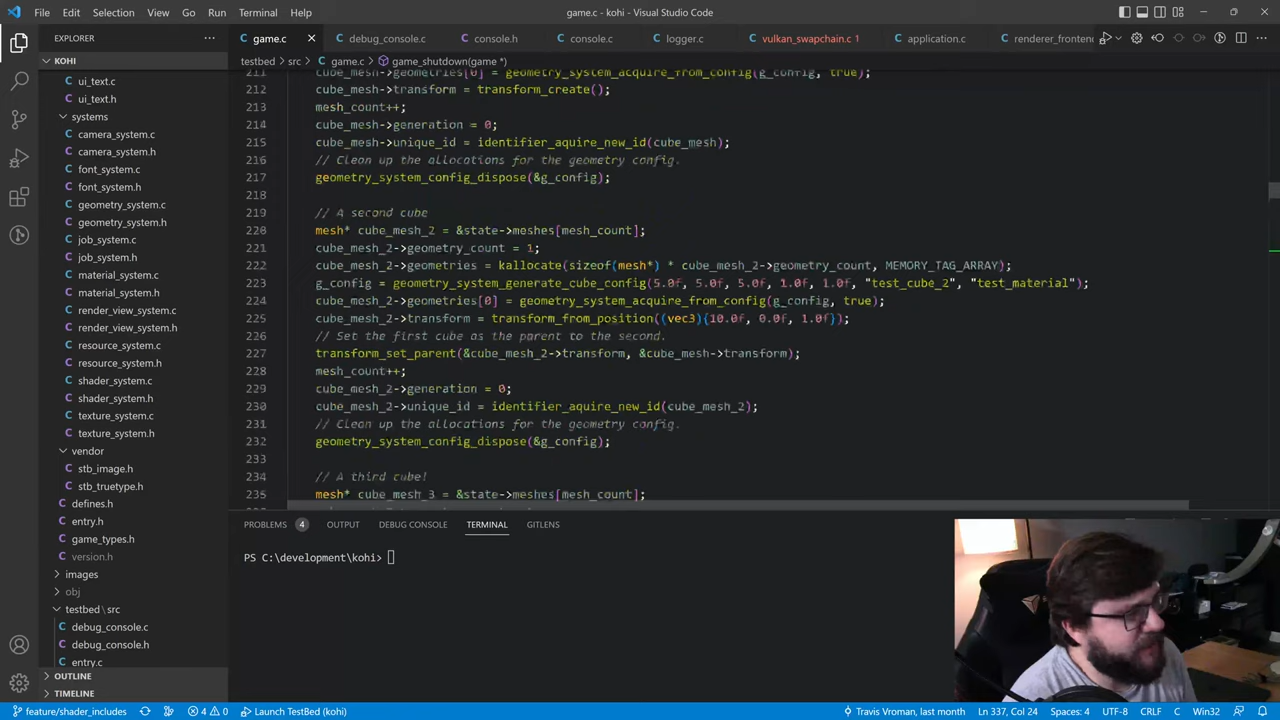 File Edit Selection View Go Run Terminal Help
game.c - kohi - Visual Studio Code
EXPLORER
game.c
debug_console.c
console.h
console.c
logger.c
vulkan_swapchain.c 1
application.c
renderer_frontend
KOHI
testbed > src > game.c > game_shutdown(game *)
ui_text.c
ui_text.h
systems
camera_system.c
camera_system.h
font_system.c
font_system.h
geometry_system.c
geometry_system.h
job_system.c
job_system.h
material_system.c
material_system.h
render_view_system.c
render_view_system.h
resource_system.c
resource_system.h
shader_system.c
shader_system.h
texture_system.c
texture_system.h
vendor
stb_image.h
stb_truetype.h
defines.h
entry.h
game_types.h
version.h
images
obj
testbed \ src
debug_console.c
debug_console.h
entry.c
OUTLINE
TIMELINE
211 cube_mesh->geometries[0] = geometry_system_acquire_from_config(g_config, true);
212 cube_mesh->transform = transform_create();
213 mesh_count++;
214 cube_mesh->generation = 0;
215 cube_mesh->unique_id = identifier_aquire_new_id(cube_mesh);
216 // Clean up the allocations for the geometry config.
217 geometry_system_config_dispose(&g_config);
218
219 // A second cube
220 mesh* cube_mesh_2 = &state->meshes[mesh_count];
221 cube_mesh_2->geometry_count = 1;
222 cube_mesh_2->geometries = kallocate(sizeof(mesh*) * cube_mesh_2->geometry_count, MEMORY_TAG_ARRAY);
223 g_config = geometry_system_generate_cube_config(5.0f, 5.0f, 5.0f, 1.0f, 1.0f, "test_cube_2", "test_material");
224 cube_mesh_2->geometries[0] = geometry_system_acquire_from_config(g_config, true);
225 cube_mesh_2->transform = transform_from_position((vec3){10.0f, 0.0f, 1.0f});
226 // Set the first cube as the parent to the second.
227 transform_set_parent(&cube_mesh_2->transform, &cube_mesh->transform);
228 mesh_count++;
229 cube_mesh_2->generation = 0;
230 cube_mesh_2->unique_id = identifier_aquire_new_id(cube_mesh_2);
231 // Clean up the allocations for the geometry config.
232 geometry_system_config_dispose(&g_config);
233
234 // A third cube!
235 mesh* cube_mesh_3 = &state->meshes[mesh_count];
PROBLEMS 4 OUTPUT DEBUG CONSOLE TERMINAL GITLENS
PS C:\development\kohi>
feature/shader_includes 4 0 Launch TestBed (kohi)
Travis Vroman, last month Ln 337, Col 24 Spaces: 4 UTF-8 CRLF C Win32